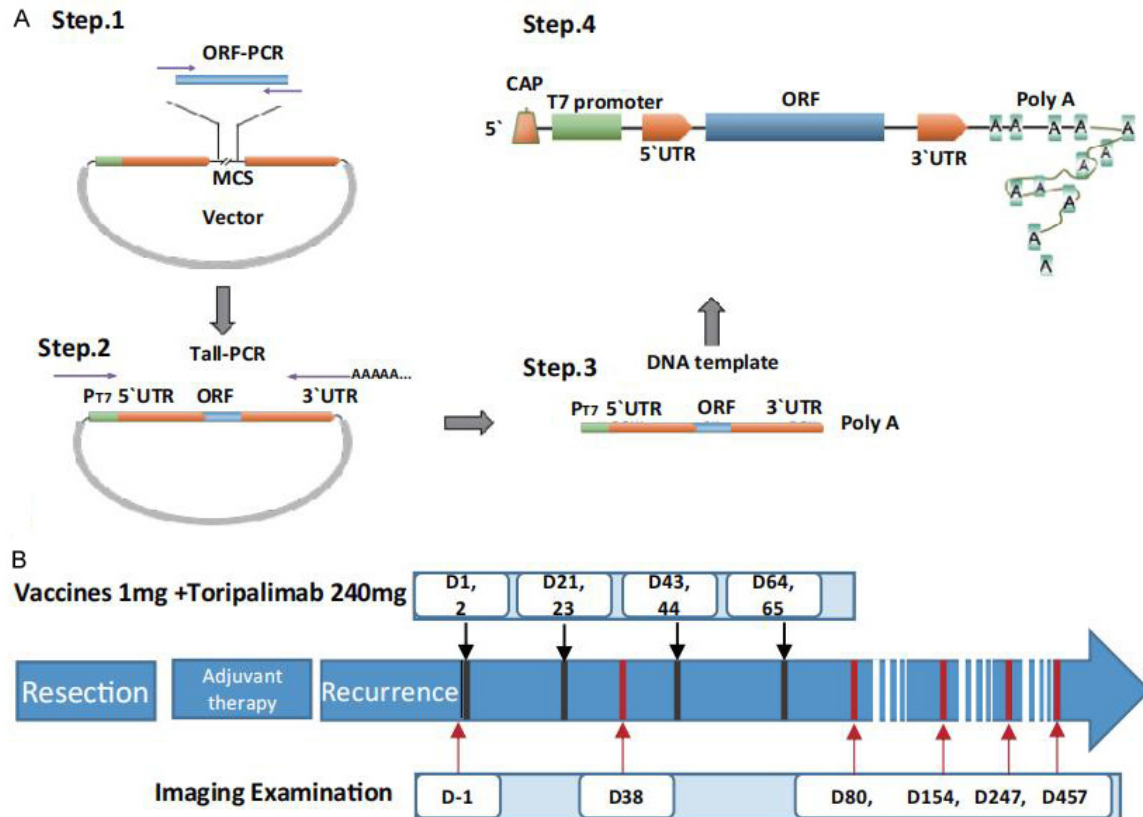 A
Step.1
ORF-PCR
MCS
Vector
Step.4
CAP
T7 promoter
ORF
Poly A
5`
5`UTR
3`UTR
A A A A A
A
A
A A A
A
A
Step.2
Tall-PCR
AAAAA...
PT7 5`UTR ORF 3`UTR
Step.3
DNA template
PT7 5`UTR ORF 3`UTR
Poly A
B
Vaccines 1mg +Toripalimab 240mg
D1,
2
D21,
23
D43,
44
D64,
65
Resection
Adjuvant
therapy
Recurrence
Imaging Examination
D-1
D38
D80,
D154,
D247,
D457